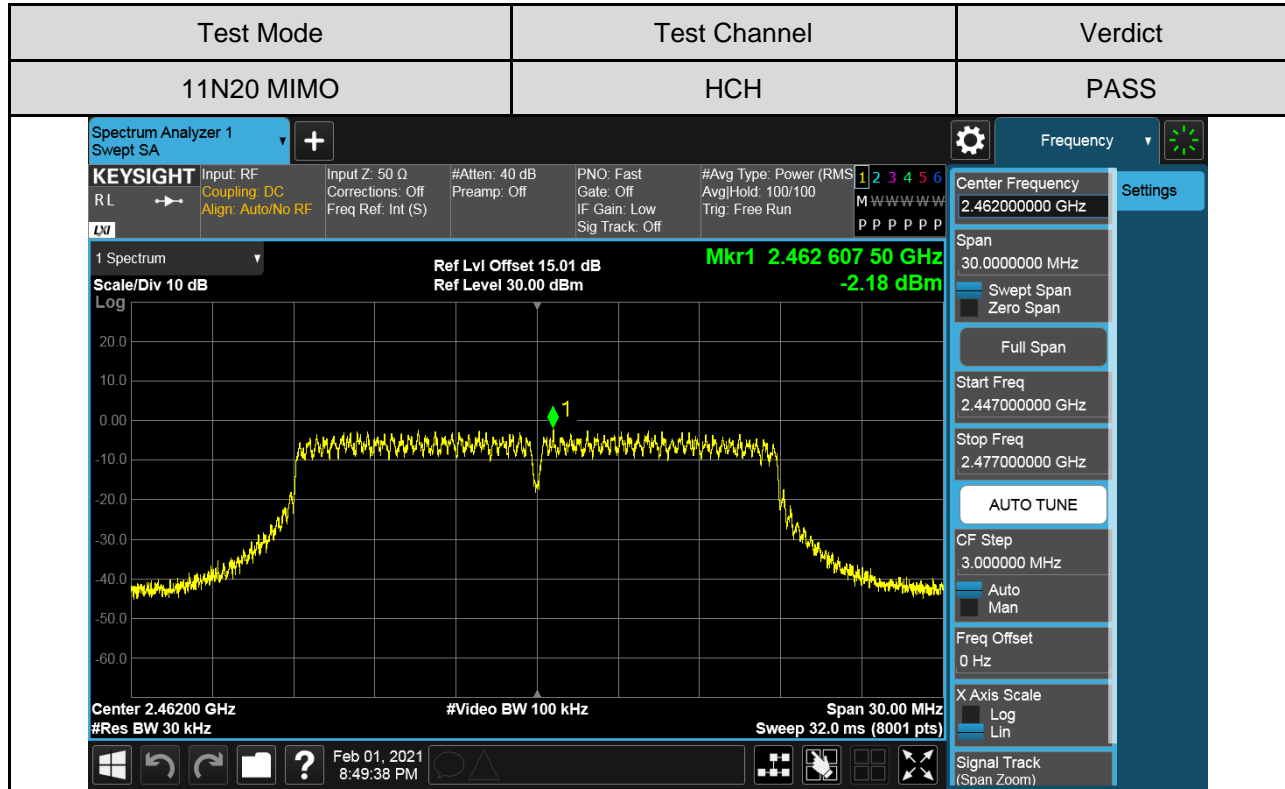 Test Mode Test Channel Verdict
11N20 MIMO HCH PASS
Spectrum Analyzer 1
Swept SA
+
Frequency
KEYSIGHT Input: RF Input Z: 50 Ω #Atten: 40 dB PNO: Fast #Avg Type: Power (RMS 1 2 3 4 5 6
RL Coupling: DC Corrections: Off Preamp: Off Gate: Off Avg|Hold: 100/100 M W W W W W
Align: Auto/No RF Freq Ref: Int (S) IF Gain: Low Trig: Free Run
LXI Sig Track: Off P P P P P P
Center Frequency Settings
2.462000000 GHz
1 Spectrum Ref Lvl Offset 15.01 dB Mkr1 2.462 607 50 GHz
Scale/Div 10 dB Ref Level 30.00 dBm -2.18 dBm
Log
20.0
10.0
0.00
-10.0
-20.0
-30.0
-40.0
-50.0
-60.0
1
Center 2.46200 GHz #Video BW 100 kHz Span 30.00 MHz
#Res BW 30 kHz Sweep 32.0 ms (8001 pts)
Span
30.0000000 MHz
Swept Span
Zero Span
Full Span
Start Freq
2.447000000 GHz
Stop Freq
2.477000000 GHz
AUTO TUNE
CF Step
3.000000 MHz
Auto
Man
Freq Offset
0 Hz
X Axis Scale
Log
Lin
Signal Track
(Span Zoom)
? Feb 01, 2021
8:49:38 PM